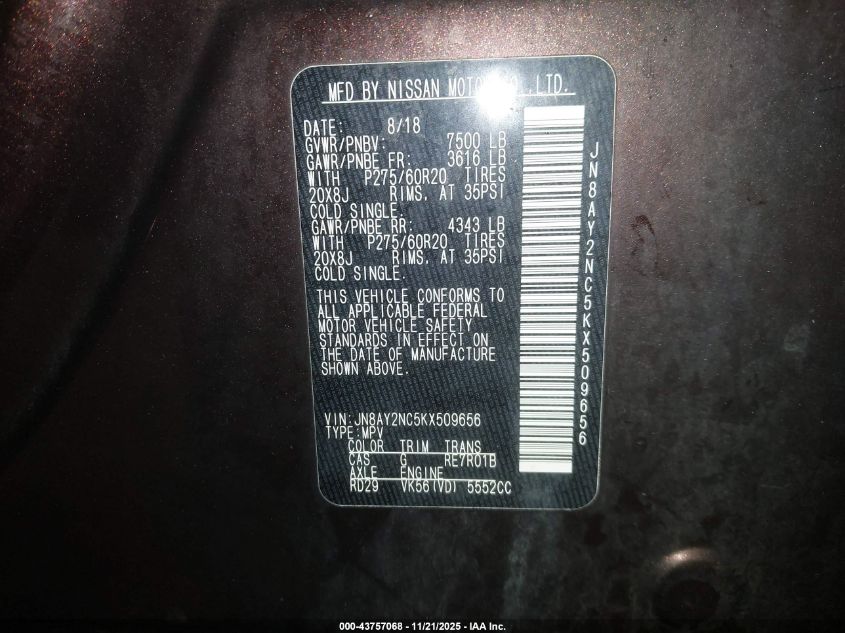 MFD BY NISSAN MOTOR CO.,LTD.
DATE: 8/18
GVWR/PNBV: 7500 LB
GAWR/PNBE FR: 3616 LB
WITH P275/60R20 TIRES
20X8J RIMS, AT 35PSI
COLD SINGLE.
GAWR/PNBE RR: 4343 LB
WITH P275/60R20 TIRES
20X8J RIMS, AT 35PSI
COLD SINGLE.
THIS VEHICLE CONFORMS TO
ALL APPLICABLE FEDERAL
MOTOR VEHICLE SAFETY
STANDARDS IN EFFECT ON
THE DATE OF MANUFACTURE
SHOWN ABOVE.
VIN:JN8AY2NC5KX509656
TYPE:MPV
COLOR TRIM TRANS
CAS G RE7R01B
AXLE ENGINE
RD29 VK56(VD) 5552CC
JN8AY2NC5KX509656
000-43757068 - 11/21/2025 - IAA Inc.